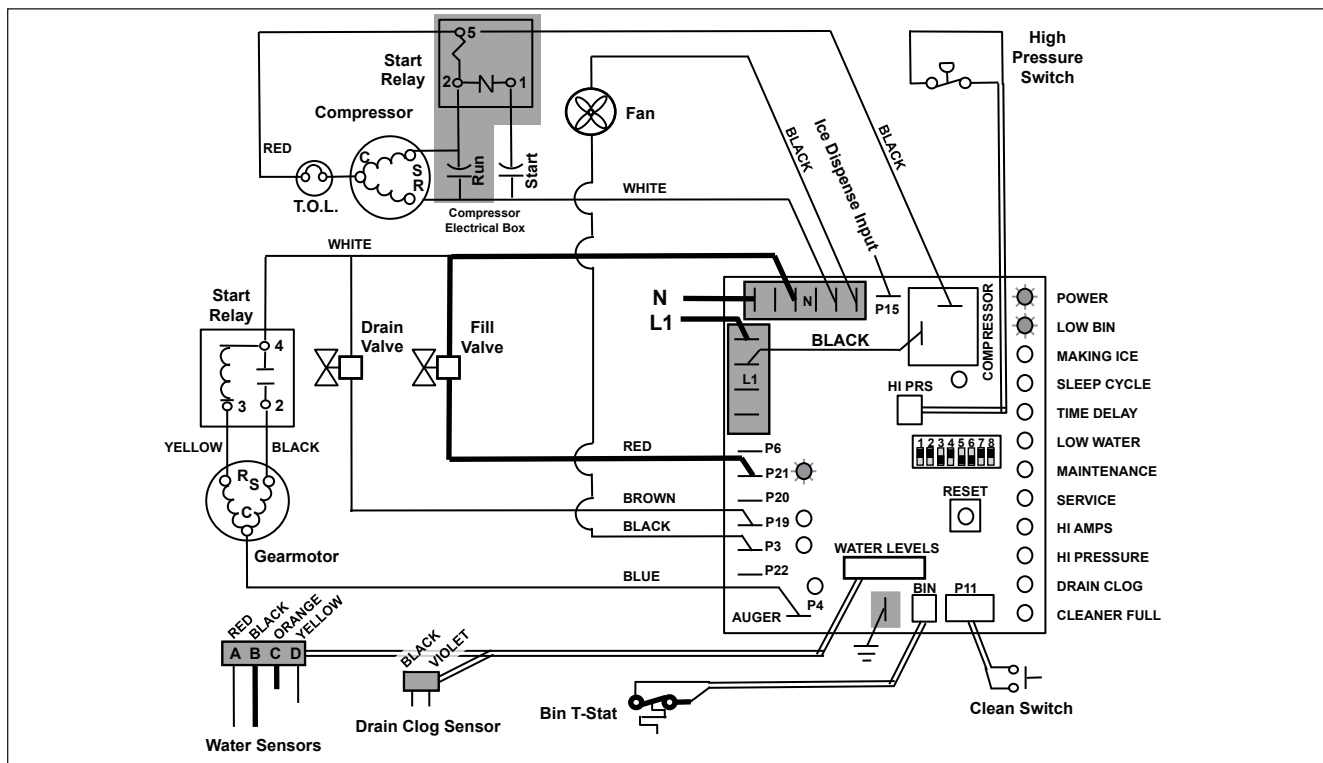 5
Start
Relay
2
N
1
Compressor
RED
C
S
R
T.O.L.
Run
Start
Compressor
Electrical Box
Fan
BLACK
Ice Dispense Input
BLACK
High
Pressure
Switch
WHITE
WHITE
Start
Relay
4
3
2
YELLOW
BLACK
R
S
C
Gearmotor
Drain
Valve
Fill
Valve
N
L1
N
P15
BLACK
L1
COMPRESSOR
HI PRS
1 2 3 4 5 6 7 8
RESET
POWER
LOW BIN
MAKING ICE
SLEEP CYCLE
TIME DELAY
LOW WATER
MAINTENANCE
SERVICE
HI AMPS
HI PRESSURE
DRAIN CLOG
CLEANER FULL
RED
P6
P21
P20
BROWN
P19
BLACK
P3
P22
BLUE
P4
AUGER
WATER LEVELS
BIN
P11
RED
BLACK
ORANGE
YELLOW
A B C D
Water Sensors
BLACK
VIOLET
Drain Clog Sensor
Bin T-Stat
Clean Switch